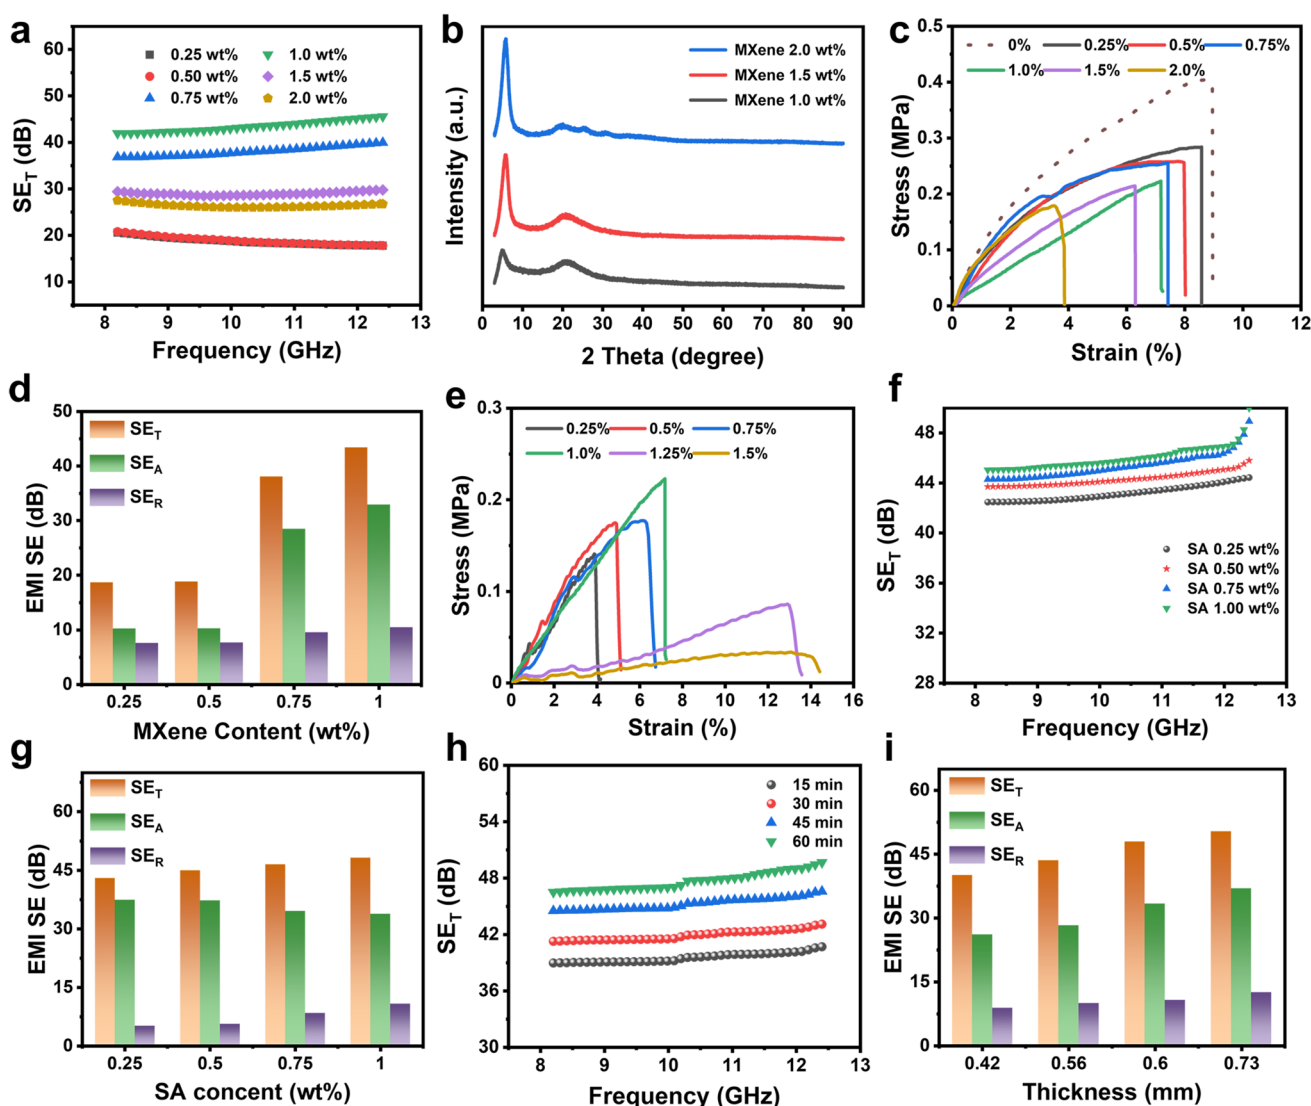 a
60
50
40
30
20
10
SE_T (dB)
0.25 wt%
0.50 wt%
0.75 wt%
1.0 wt%
1.5 wt%
2.0 wt%
8 9 10 11 12 13
Frequency (GHz)
b
Intensity (a.u.)
MXene 2.0 wt%
MXene 1.5 wt%
MXene 1.0 wt%
0 10 20 30 40 50 60 70 80 90
2 Theta (degree)
c
0.5
0.4
0.3
0.2
0.1
0
Stress (MPa)
0% 0.25% 0.5% 0.75%
1.0% 1.5% 2.0%
0 2 4 6 8 10 12
Strain (%)
d
50
40
30
20
10
0
EMI SE (dB)
SE_T
SE_A
SE_R
0.25 0.5 0.75 1
MXene Content (wt%)
e
0.3
0.2
0.1
0
Stress (MPa)
0.25% 0.5% 0.75%
1.0% 1.25% 1.5%
0 2 4 6 8 10 12 14 16
Strain (%)
f
48
44
40
36
32
28
SE_T (dB)
SA 0.25 wt%
SA 0.50 wt%
SA 0.75 wt%
SA 1.00 wt%
8 9 10 11 12 13
Frequency (GHz)
g
60
45
30
15
0
EMI SE (dB)
SE_T
SE_A
SE_R
0.25 0.5 0.75 1
SA concent (wt%)
h
60
54
48
42
36
30
SE_T (dB)
15 min
30 min
45 min
60 min
8 9 10 11 12 13
Frequency (GHz)
i
60
45
30
15
0
EMI SE (dB)
SE_T
SE_A
SE_R
0.42 0.56 0.6 0.73
Thickness (mm)